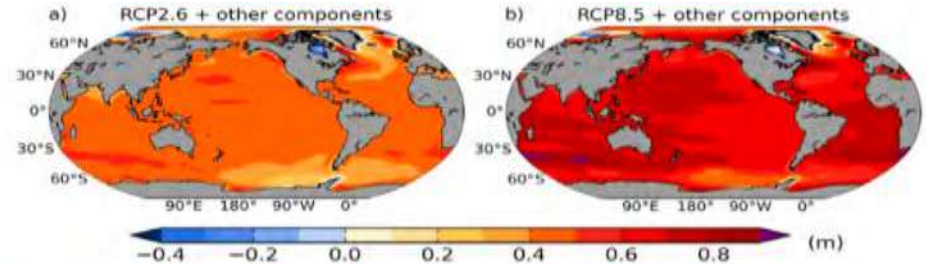 a) RCP2.6 + other components
b) RCP8.5 + other components
60°N
30°N
0°
30°S
60°S
90°E 180° 90°W 0°
60°N
30°N
0°
30°S
60°S
90°E 180° 90°W 0°
−0.4 −0.2 0.0 0.2 0.4 0.6 0.8 (m)